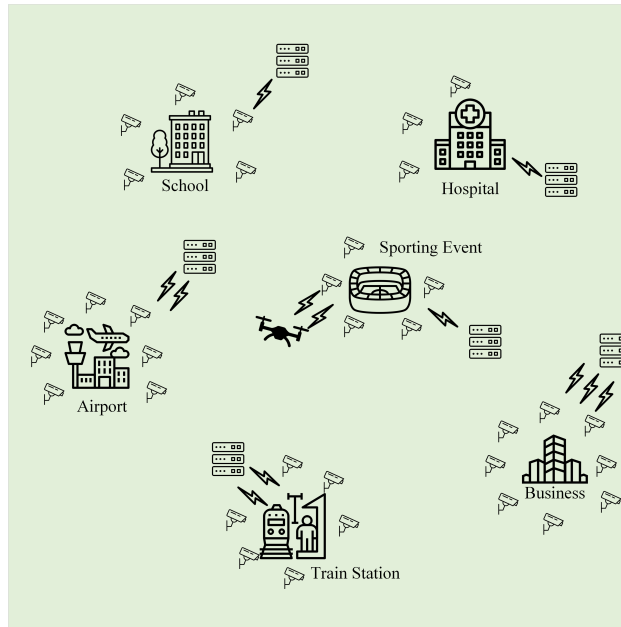 School
Hospital
Sporting Event
Airport
Business
Train Station